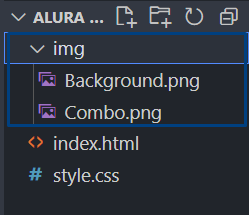 ALURA ...
img
Background.png
Combo.png
index.html
style.css